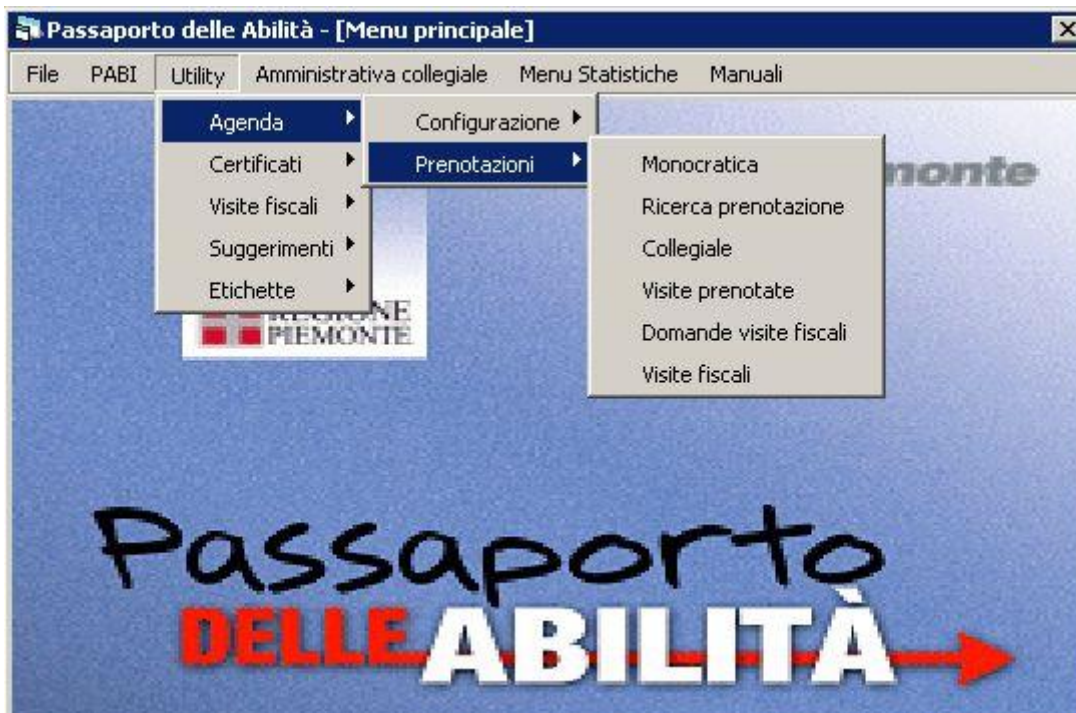 Passaporto delle Abilità - [Menu principale]
File PABI Utility Amministrativa collegiale Menu Statistiche Manuali
Agenda
Certificati
Visite fiscali
Suggerimenti
Etichette
Configurazione
Prenotazioni
Monocratica
Ricerca prenotazione
Collegiale
Visite prenotate
Domande visite fiscali
Visite fiscali
REGIONE
PIEMONTE
Passaporto
DELLE ABILITÀ